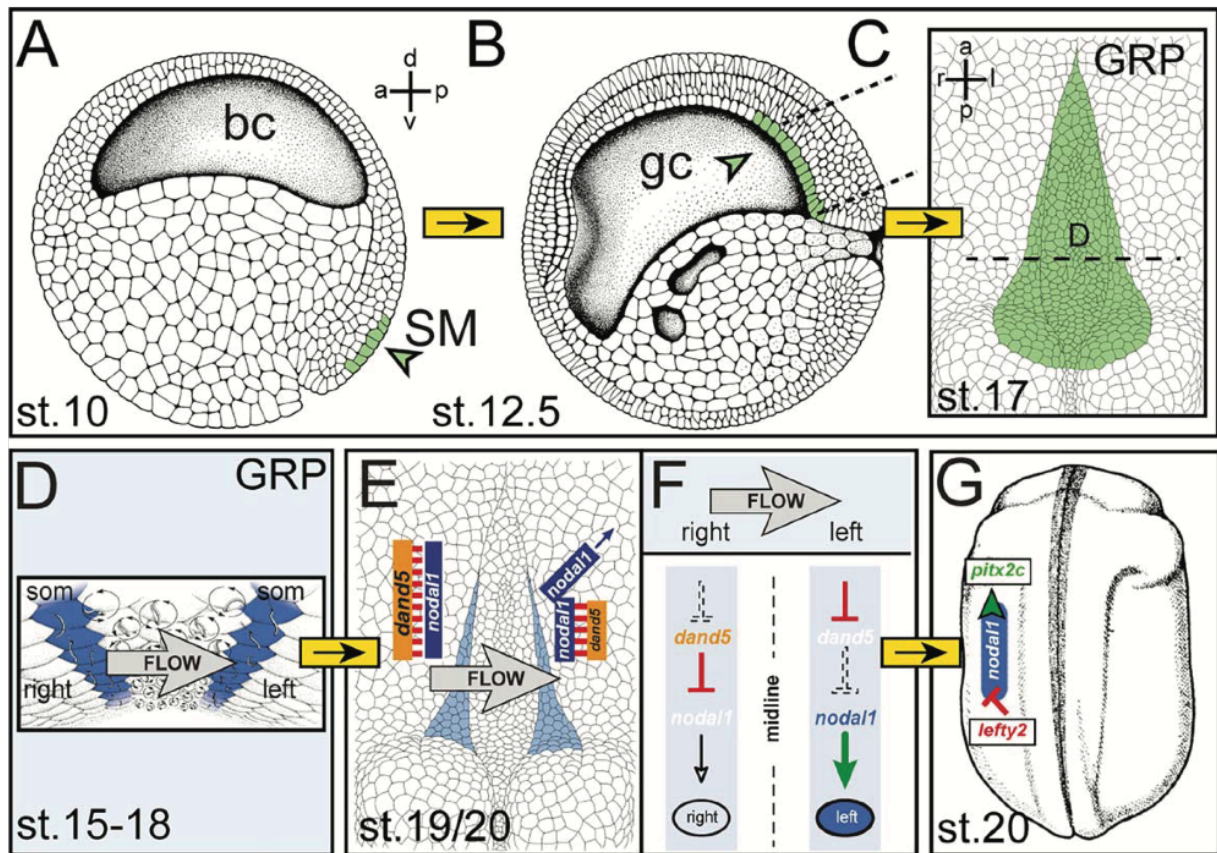 A
bc
d
a p
v
SM
st.10
B
gc
st.12.5
C
GRP
a
r l
p
D
st.17
D
GRP
som
som
FLOW
right
left
st.15-18
E
dand5
nodal1
nodal1
nodal1
dand5
FLOW
st.19/20
F
FLOW
right
left
dand5
nodal1
right
midline
dand5
nodal1
left
G
pitx2c
nodal1
lefty2
st.20